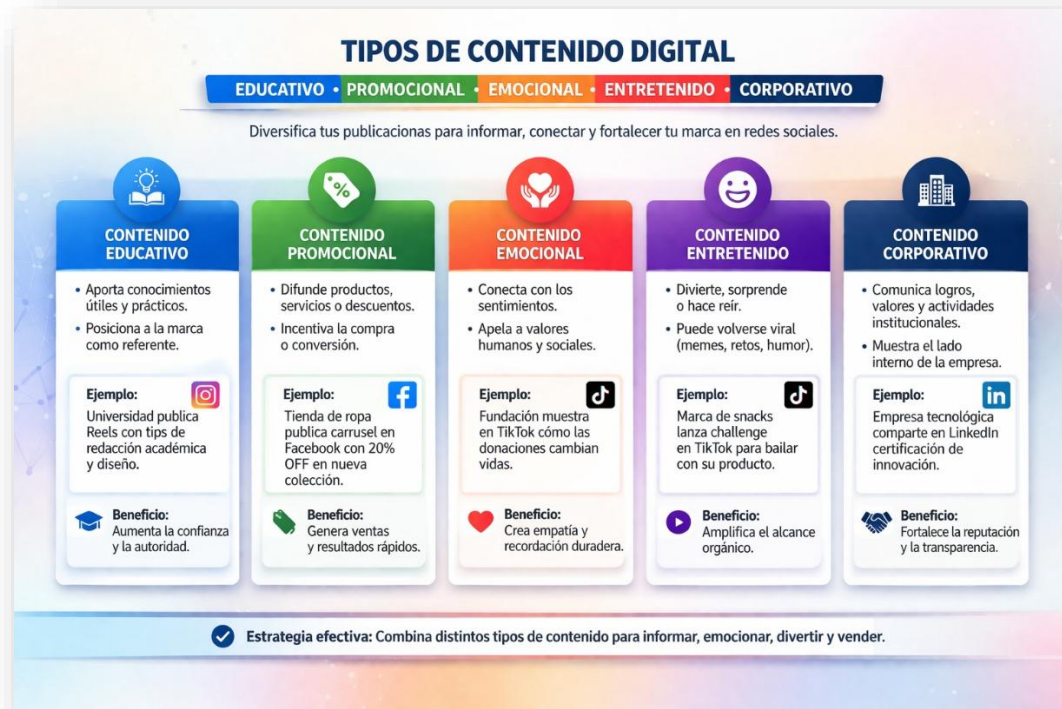 TIPOS DE CONTENIDO DIGITAL
EDUCATIVO • PROMOCIONAL • EMOCIONAL • ENTRETENIDO • CORPORATIVO
Diversifica tus publicacionas para informar, conectar y fortalecer tu marca en redes sociales.
CONTENIDO
EDUCATIVO
• Aporta conocimientos
útiles y prácticos.
• Posiciona a la marca
como referente.
Ejemplo:
Universidad publica
Reels con tips de
redacción académica
y diseño.
Beneficio:
Aumenta la confianza
y la autoridad.
CONTENIDO
PROMOCIONAL
• Difunde productos,
servicios o descuentos.
• Incentiva la compra
o conversión.
Ejemplo:
Tienda de ropa
publica carrusel en
Facebook con 20%
OFF en nueva
colección.
Beneficio:
Genera ventas
y resultados rápidos.
CONTENIDO
EMOCIONAL
• Conecta con los
sentimientos.
• Apela a valores
humanos y sociales.
Ejemplo:
Fundación muestra
en TikTok cómo las
donaciones cambian
vidas.
Beneficio:
Crea empatía y
recordación duradera.
CONTENIDO
ENTRETENIDO
• Divierte, sorprende
o hace reír.
• Puede volverse viral
(memes, retos, humor).
Ejemplo:
Marca de snacks
lanza challenge
en TikTok para bailar
con su producto.
Beneficio:
Amplifica el alcance
orgánico.
CONTENIDO
CORPORATIVO
• Comunica logros,
valores y actividades
institucionales.
• Muestra el lado
interno de la empresa.
Ejemplo:
in
Empresa tecnológica
comparte en LinkedIn
certificación de
innovación.
Beneficio:
Fortalece la reputación
y la transparencia.
Estrategia efectiva: Combina distintos tipos de contenido para informar, emocionar, divertir y vender.